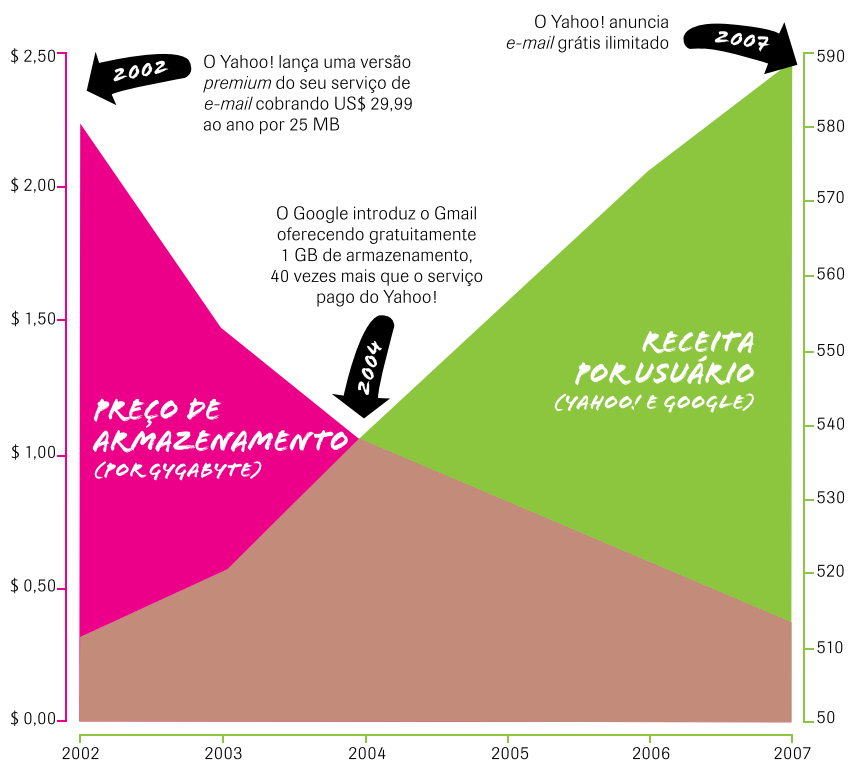 O Yahoo! anuncia
e-mail grátis ilimitado
2007
2002
O Yahoo! lança uma versão
premium do seu serviço de
e-mail cobrando US$ 29,99
ao ano por 25 MB
O Google introduz o Gmail
oferecendo gratuitamente
1 GB de armazenamento,
40 vezes mais que o serviço
pago do Yahoo!
2004
RECEITA
POR USUÁRIO
(YAHOO! E GOOGLE)
PREÇO DE
ARMAZENAMENTO
(POR GYGABYTE)
$ 2,50
$ 2,00
$ 1,50
$ 1,00
$ 0,50
$ 0,00
590
580
570
560
550
540
530
520
510
50
2002 2003 2004 2005 2006 2007